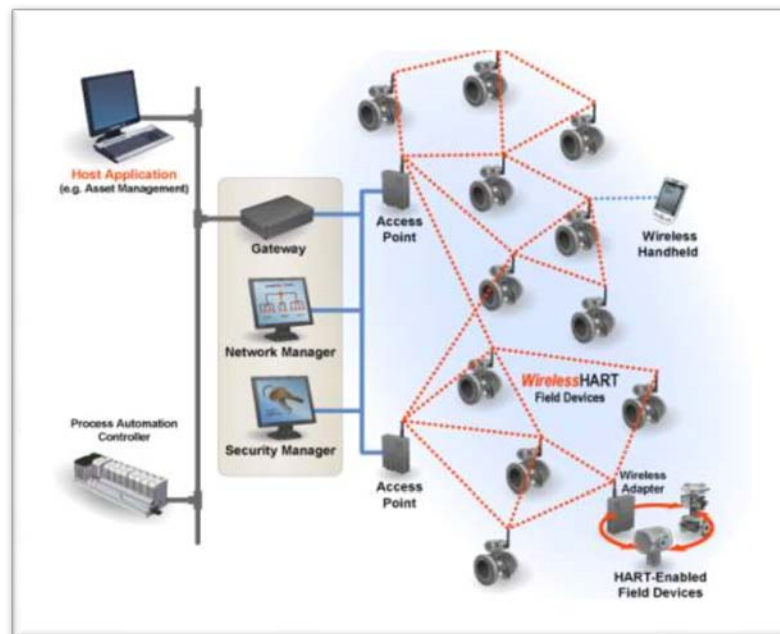 Host Application
(e.g. Asset Management)
Gateway
Access
Point
Wireless
Handheld
Network Manager
WirelessHART
Field Devices
Process Automation
Controller
Security Manager
Access
Point
Wireless
Adapter
HART-Enabled
Field Devices